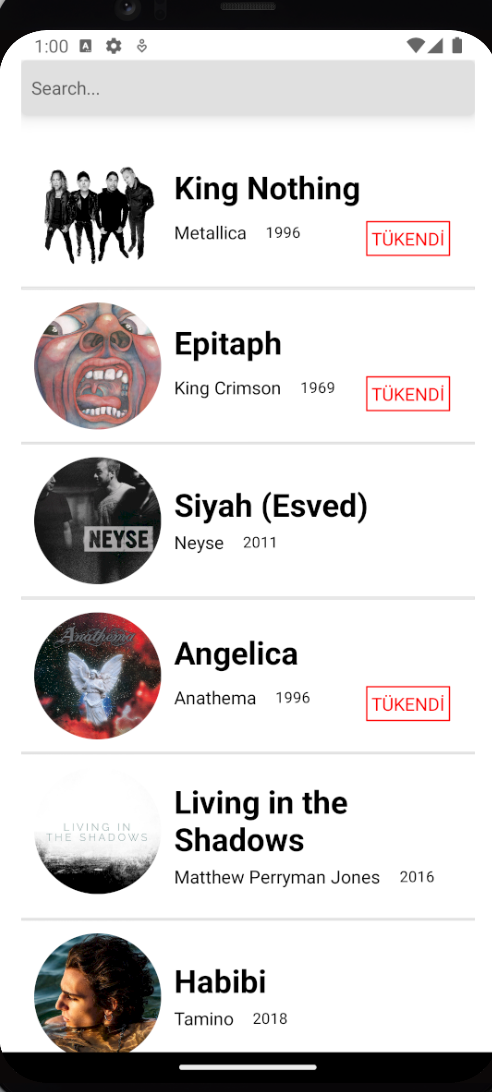 1:00
Search...
King Nothing
Metallica 1996
TÜKENDİ
Epitaph
King Crimson 1969
TÜKENDİ
NEYSE
Siyah (Esved)
Neyse 2011
Anathema
Angelica
Anathema 1996
TÜKENDİ
LIVING IN
THE SHADOWS
Living in the
Shadows
Matthew Perryman Jones 2016
Habibi
Tamino 2018